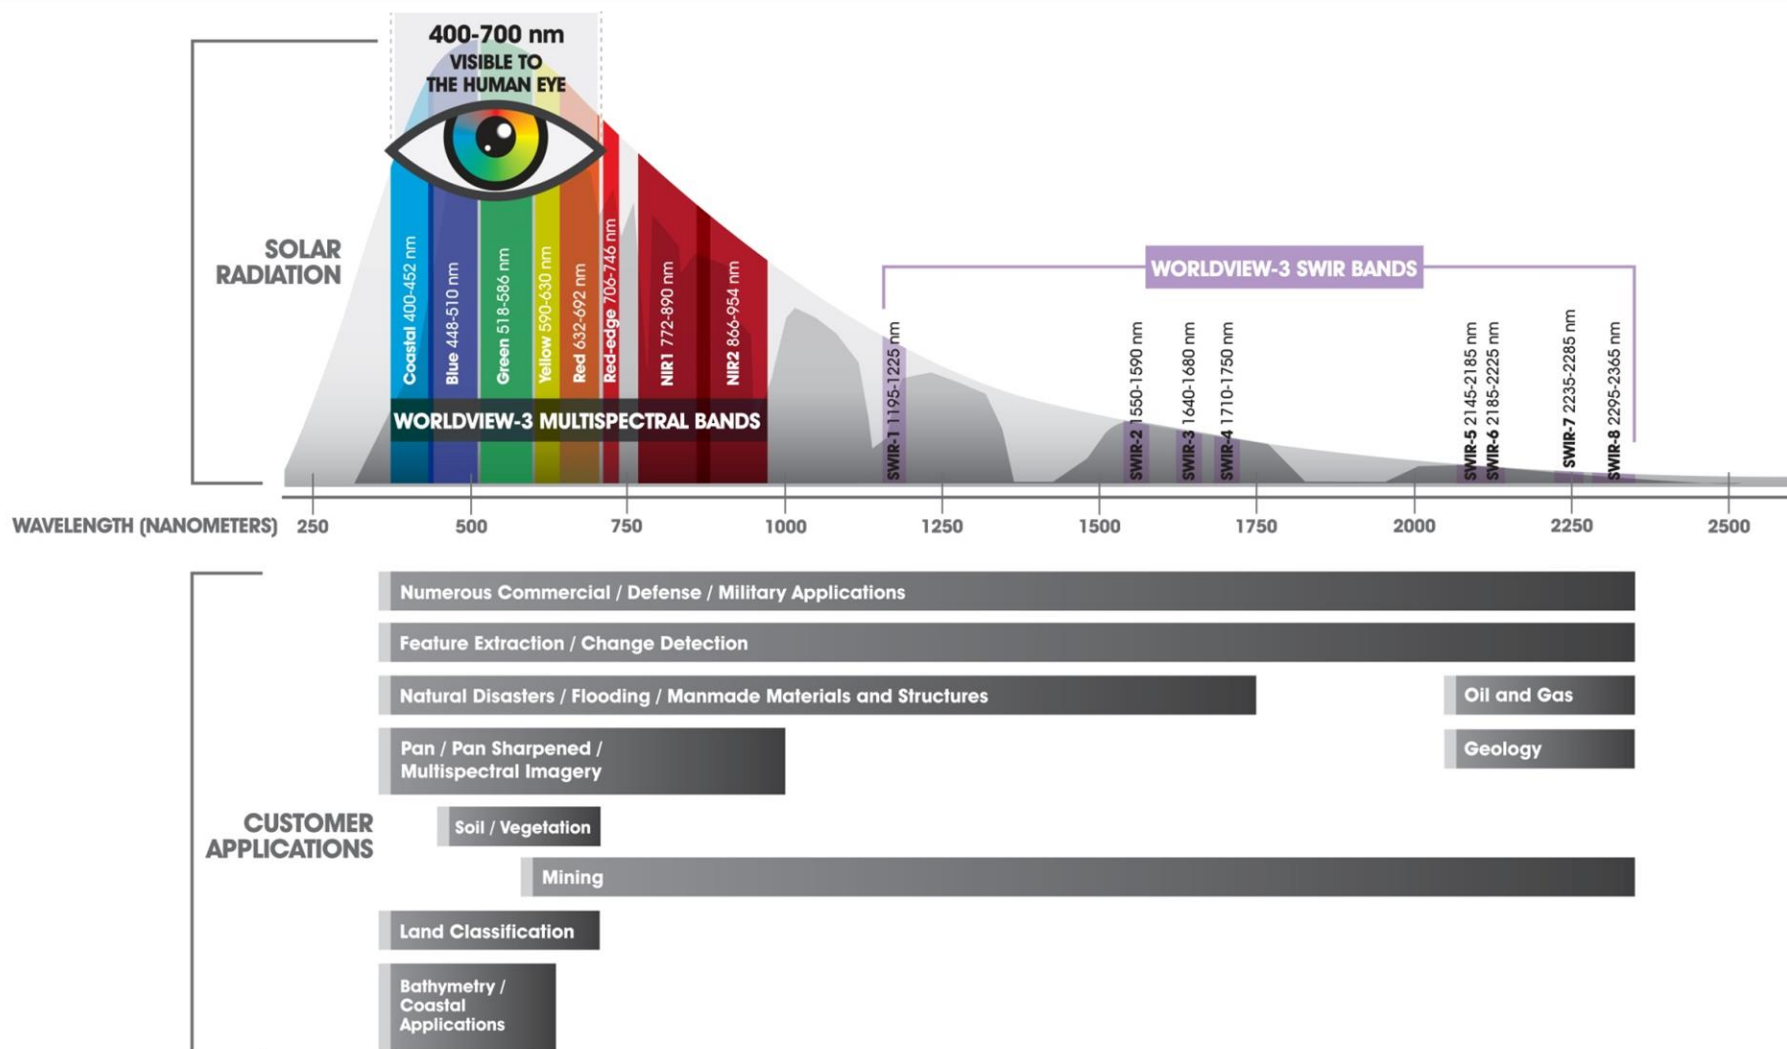 400-700 nm
VISIBLE TO
THE HUMAN EYE
SOLAR
RADIATION
Coastal 400-452 nm
Blue 448-510 nm
Green 518-586 nm
Yellow 590-630 nm
Red 632-692 nm
Red-edge 706-746 nm
NIR1 772-890 nm
NIR2 866-954 nm
WORLDVIEW-3 MULTISPECTRAL BANDS
WORLDVIEW-3 SWIR BANDS
SWIR-1 1195-1225 nm
SWIR-2 1550-1590 nm
SWIR-3 1640-1680 nm
SWIR-4 1710-1750 nm
SWIR-5 2145-2185 nm
SWIR-6 2185-2225 nm
SWIR-7 2235-2285 nm
SWIR-8 2295-2365 nm
WAVELENGTH (NANOMETERS) 250 500 750 1000 1250 1500 1750 2000 2250 2500
CUSTOMER
APPLICATIONS
Numerous Commercial / Defense / Military Applications
Feature Extraction / Change Detection
Natural Disasters / Flooding / Manmade Materials and Structures
Oil and Gas
Pan / Pan Sharpened /
Multispectral Imagery
Geology
Soil / Vegetation
Mining
Land Classification
Bathymetry /
Coastal
Applications